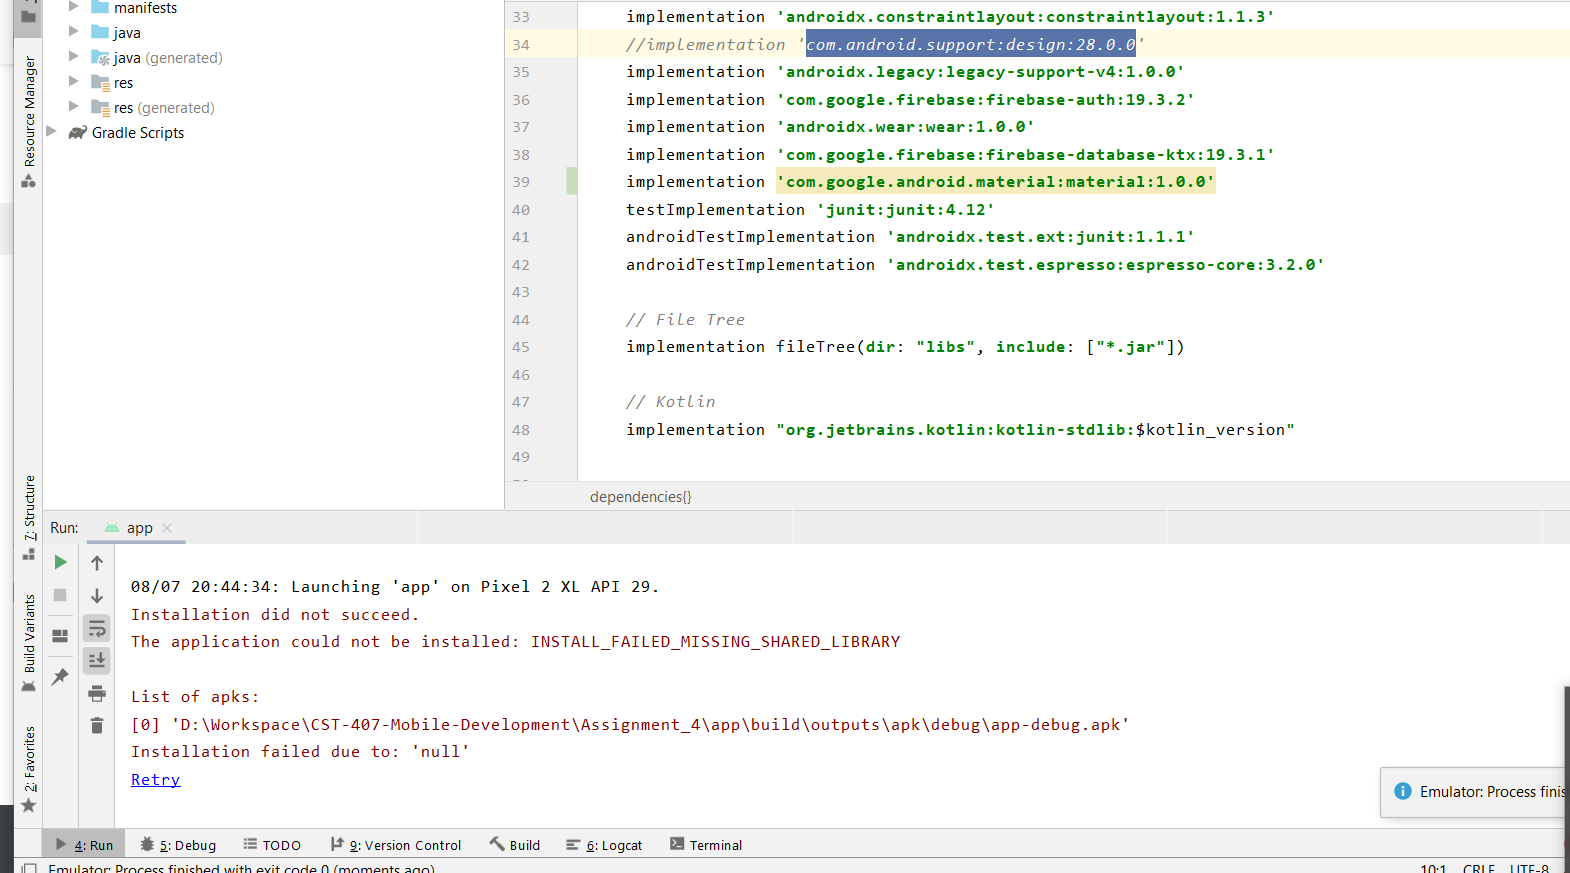 manifests
java
java (generated)
res
res (generated)
Gradle Scripts
Resource Manager
7: Structure
Build Variants
2: Favorites
33 implementation 'androidx.constraintlayout:constraintlayout:1.1.3'
34 //implementation 'com.android.support:design:28.0.0'
35 implementation 'androidx.legacy:legacy-support-v4:1.0.0'
36 implementation 'com.google.firebase:firebase-auth:19.3.2'
37 implementation 'androidx.wear:wear:1.0.0'
38 implementation 'com.google.firebase:firebase-database-ktx:19.3.1'
39 implementation 'com.google.android.material:material:1.0.0'
40 testImplementation 'junit:junit:4.12'
41 androidTestImplementation 'androidx.test.ext:junit:1.1.1'
42 androidTestImplementation 'androidx.test.espresso:espresso-core:3.2.0'
43
44 // File Tree
45 implementation fileTree(dir: "libs", include: ["*.jar"])
46
47 // Kotlin
48 implementation "org.jetbrains.kotlin:kotlin-stdlib:$kotlin_version"
49
dependencies{}
Run: app
08/07 20:44:34: Launching 'app' on Pixel 2 XL API 29.
Installation did not succeed.
The application could not be installed: INSTALL_FAILED_MISSING_SHARED_LIBRARY
List of apks:
[0] 'D:\Workspace\CST-407-Mobile-Development\Assignment_4\app\build\outputs\apk\debug\app-debug.apk'
Installation failed due to: 'null'
Retry
Emulator: Process finis
4: Run 5: Debug TODO 9: Version Control Build 6: Logcat Terminal
Emulator: Process finished with exit code 0 (moments ago) 10:1 CRLF UTF-8